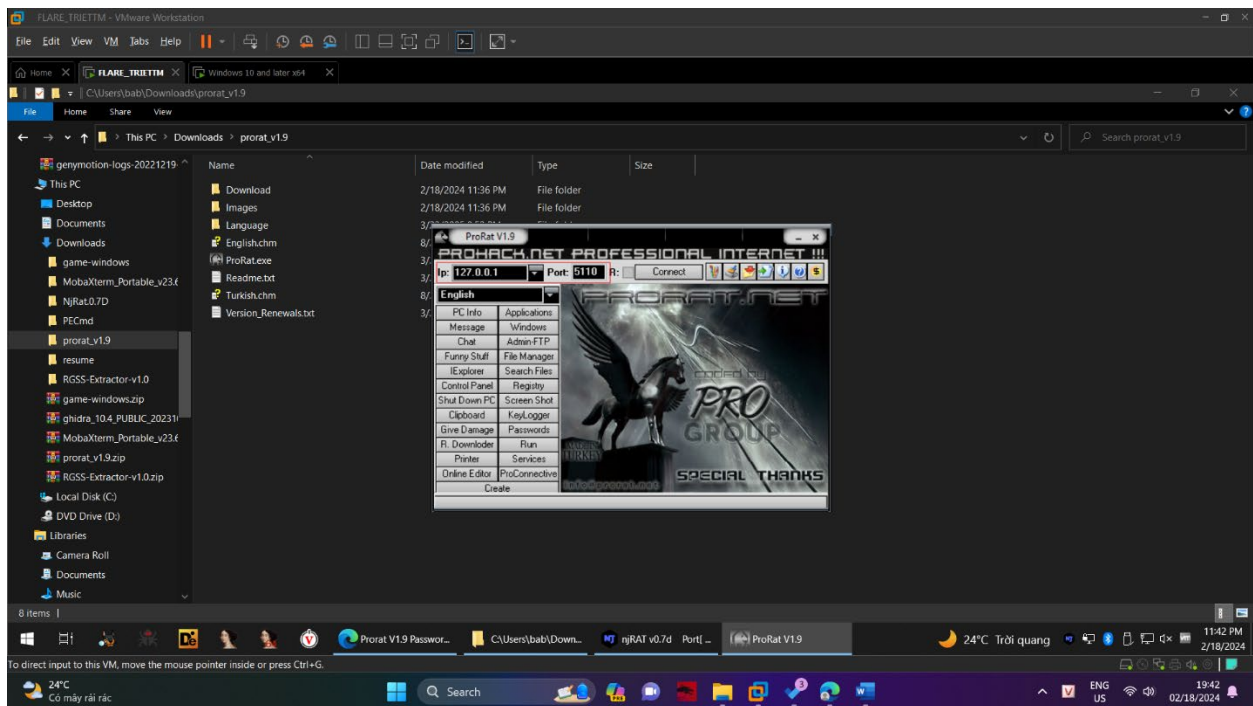 FLARE_TRIETTM - VMware Workstation
File Edit View VM Tabs Help
Home FLARE_TRIETTM Windows 10 and later x64
C:\Users\bab\Downloads\prorat_v1.9
File Home Share View
This PC > Downloads > prorat_v1.9
Search prorat_v1.9
genymotion-logs-20221219-
This PC
Desktop
Documents
Downloads
game-windows
MobaXterm_Portable_v23.6
NjRat.0.7D
PECmd
prorat_v1.9
resume
RGSS-Extractor-v1.0
game-windows.zip
ghidra_10.4_PUBLIC_20231
MobaXterm_Portable_v23.6
prorat_v1.9.zip
RGSS-Extractor-v1.0.zip
Local Disk (C:)
DVD Drive (D:)
Libraries
Camera Roll
Documents
Music
Name Date modified Type Size
Download 2/18/2024 11:36 PM File folder
Images 2/18/2024 11:36 PM File folder
Language
English.chm
ProRat.exe
Readme.txt
Turkish.chm
Version_Renewals.txt
ProRat V1.9
PROHACK.NET PROFESSIONAL INTERNET !!!
Ip: 127.0.0.1 Port: 5110 R: Connect
English
PRORAT.NET
PC Info Applications
Message Windows
Chat Admin-FTP
Funny Stuff File Manager
IExplorer Search Files
Control Panel Registry
Shut Down PC Screen Shot
Clipboard KeyLogger
Give Damage Passwords
R. Downloder Run
Printer Services
Online Editor ProConnective
Create
coded by
PRO
GROUP
TURKEY
SPECIAL THANKS
8 items
Prorat V1.9 Passwor... C:\Users\bab\Down... njRAT v0.7d Port[ _ ProRat V1.9
24°C Trời quang
11:42 PM
2/18/2024
To direct input to this VM, move the mouse pointer inside or press Ctrl+G.
24°C
Có mây rải rác
Search
3
ENG
US
19:42
02/18/2024